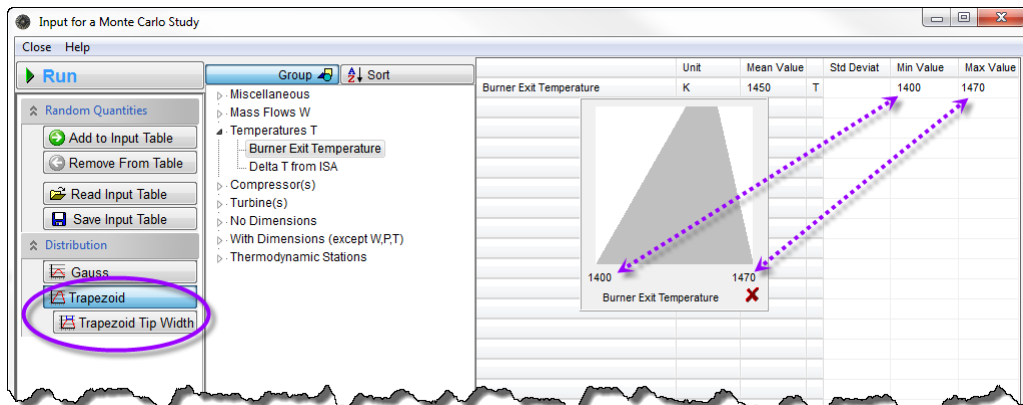 Input for a Monte Carlo Study
Close Help
Run
Random Quantities
Add to Input Table
Remove From Table
Read Input Table
Save Input Table
Distribution
Gauss
Trapezoid
Trapezoid Tip Width
Group Sort
Miscellaneous
Mass Flows W
Temperatures T
Burner Exit Temperature
Delta T from ISA
Compressor(s)
Turbine(s)
No Dimensions
With Dimensions (except W,P,T)
Thermodynamic Stations
Unit Mean Value Std Deviat Min Value Max Value
Burner Exit Temperature K 1450 T 1400 1470
1400 1470
Burner Exit Temperature